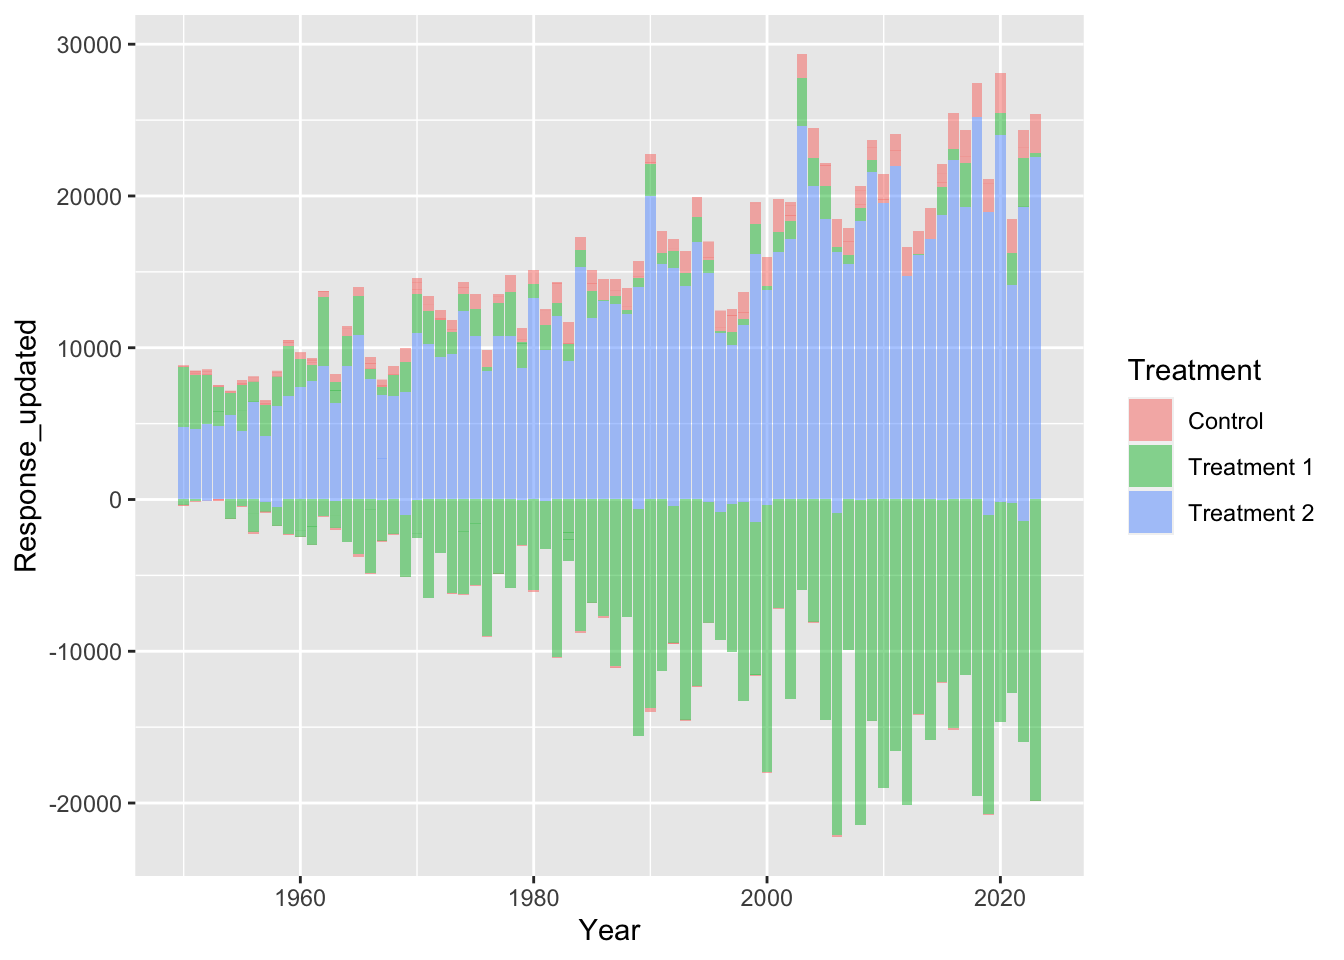 30000
20000
10000
0
-10000
-20000
Response_updated
1960 1980 2000 2020
Year
Treatment
Control
Treatment 1
Treatment 2